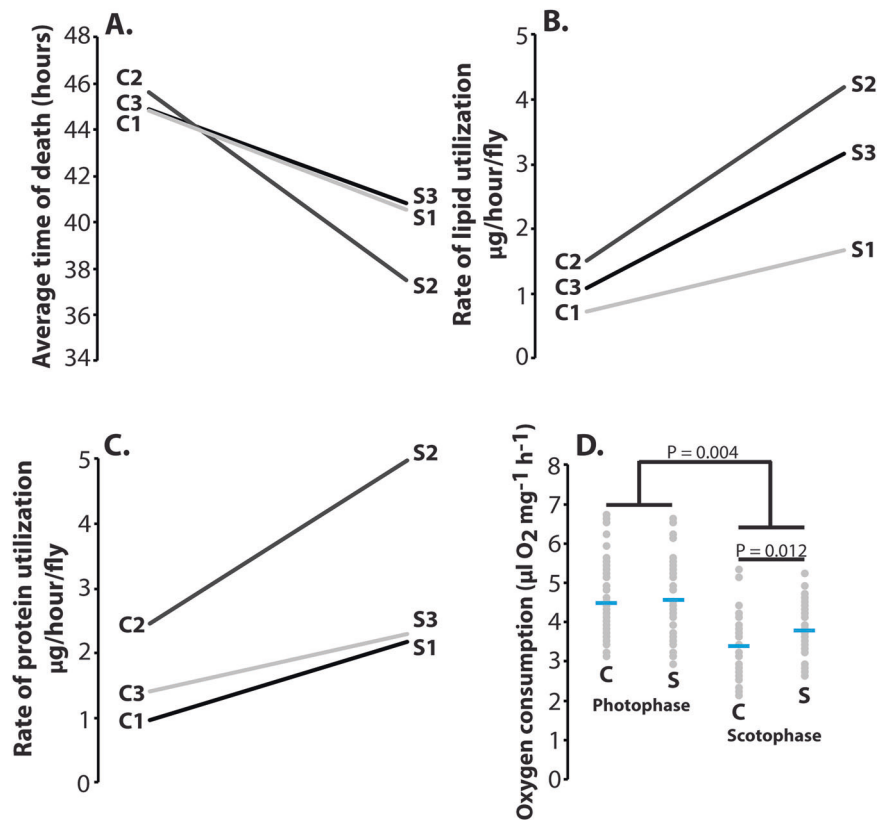 A.
Average time of death (hours)
48
46
44
42
40
38
36
34
C2
C3
C1
S3
S1
S2
B.
Rate of lipid utilization
µg/hour/fly
5
4
3
2
1
0
C2
C3
C1
S2
S3
S1
C.
Rate of protein utilization
µg/hour/fly
5
4
3
2
1
0
C2
C3
C1
S2
S3
S1
D.
Oxygen consumption (µl O2 mg-1 h-1)
8
7
6
5
4
3
2
1
0
P = 0.004
P = 0.012
C
S
Photophase
C
S
Scotophase